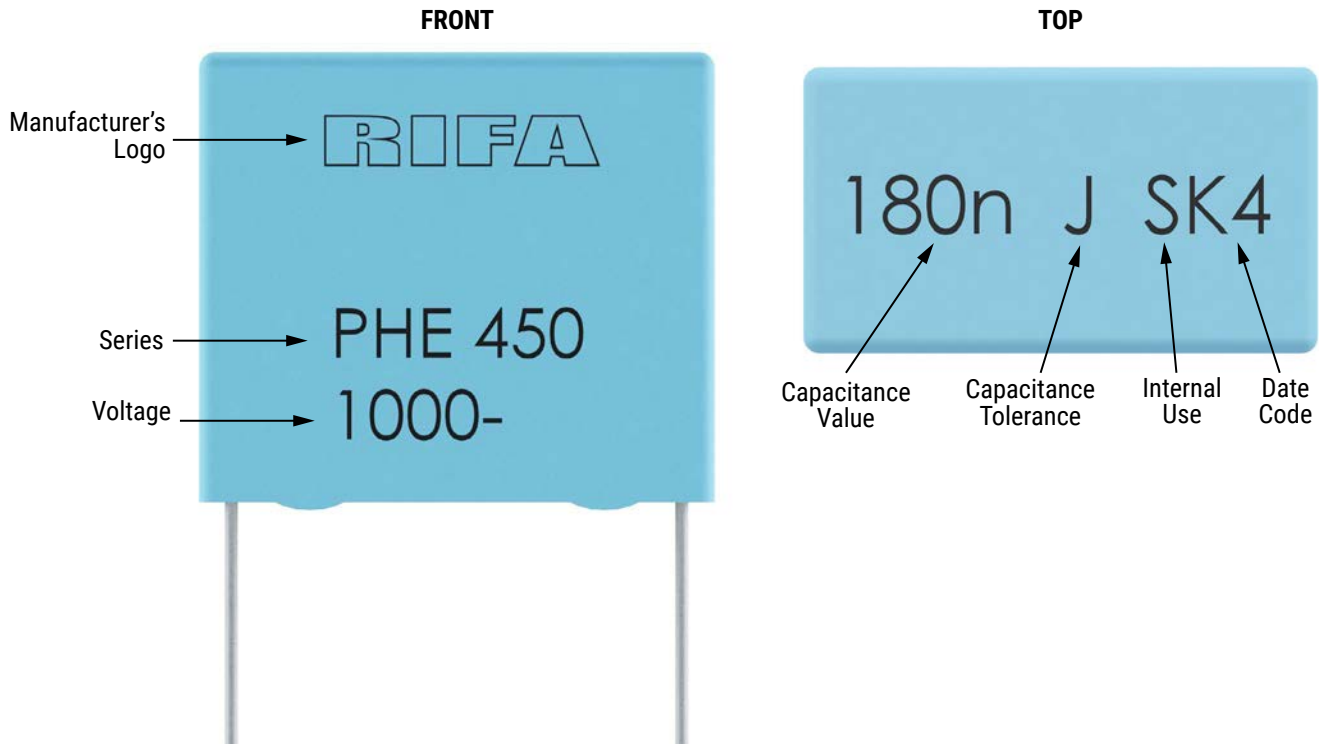 FRONT
Manufacturer's
Logo
RIFA
Series
PHE 450
Voltage
1000-
TOP
180n J SK4
Capacitance
Value
Capacitance
Tolerance
Internal
Use
Date
Code